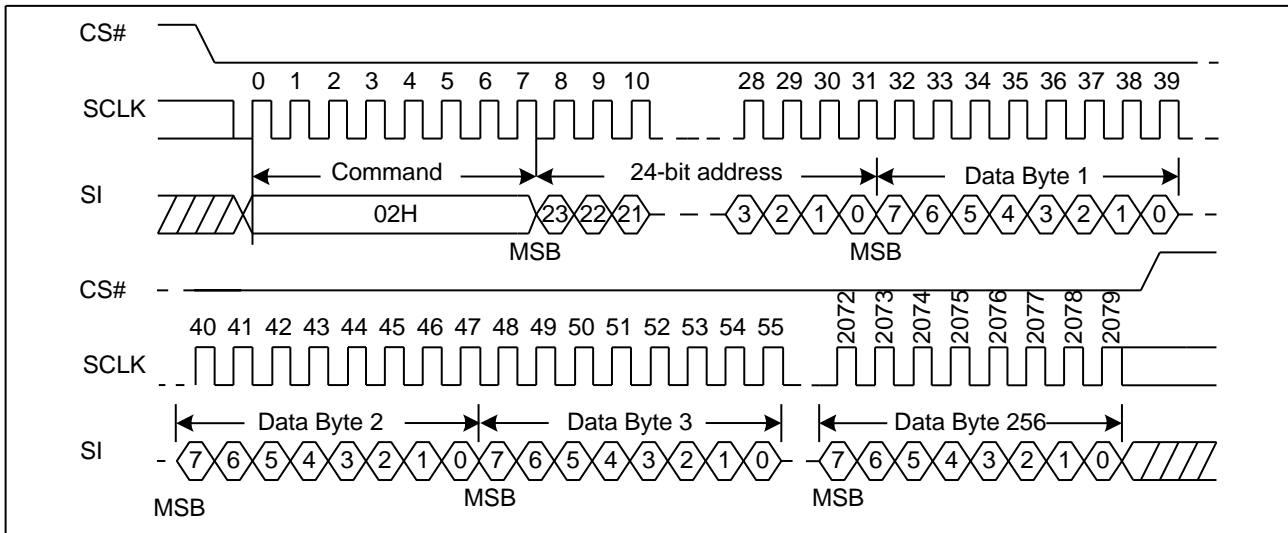 CS#
0 1 2 3 4 5 6 7 8 9 10 28 29 30 31 32 33 34 35 36 37 38 39
SCLK
Command 24-bit address Data Byte 1
SI
02H 23 22 21 3 2 1 0 7 6 5 4 3 2 1 0
MSB MSB
CS#
40 41 42 43 44 45 46 47 48 49 50 51 52 53 54 55 2072 2073 2074 2075 2076 2077 2078 2079
SCLK
Data Byte 2 Data Byte 3 Data Byte 256
SI
7 6 5 4 3 2 1 0 7 6 5 4 3 2 1 0 7 6 5 4 3 2 1 0
MSB MSB MSB